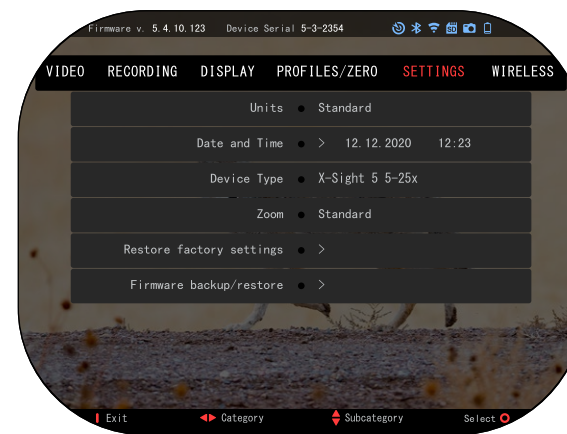 Firmware v. 5.4.10.123 Device Serial 5-3-2354 SD
VIDEO RECORDING DISPLAY PROFILES/ZERO SETTINGS WIRELESS
Units ● Standard
Date and Time ● > 12.12.2020 12:23
Device Type ● X-Sight 5 5-25x
Zoom ● Standard
Restore factory settings ● >
Firmware backup/restore ● >
Exit Category Subcategory Select